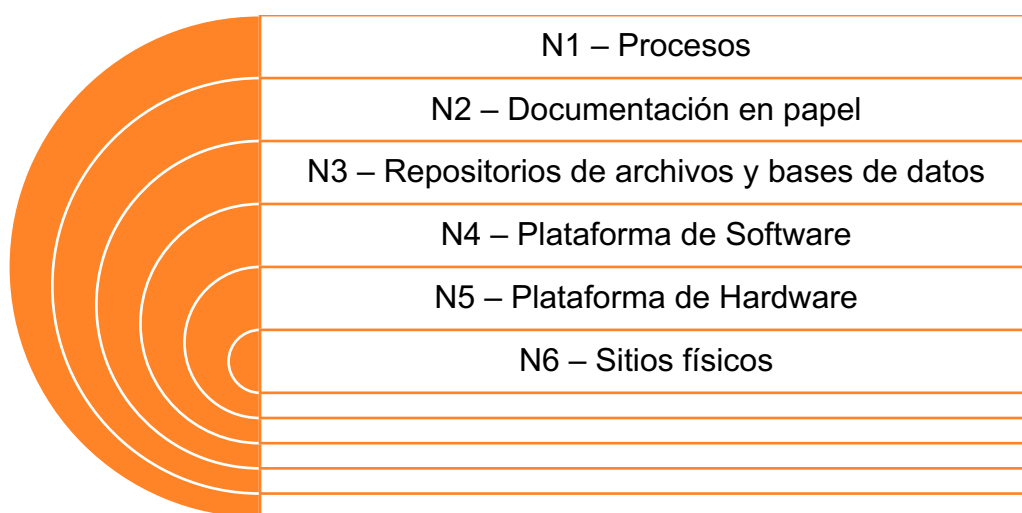 N1 – Procesos
N2 – Documentación en papel
N3 – Repositorios de archivos y bases de datos
N4 – Plataforma de Software
N5 – Plataforma de Hardware
N6 – Sitios físicos